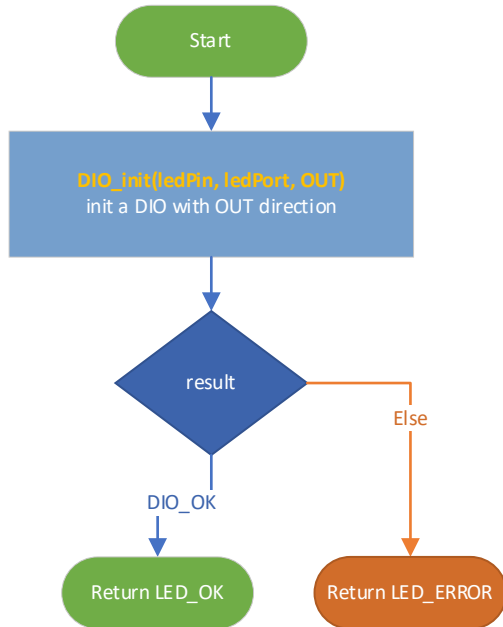 Start
DIO_init(ledPin, ledPort, OUT)
init a DIO with OUT direction
result
Else
DIO_OK
Return LED_OK
Return LED_ERROR